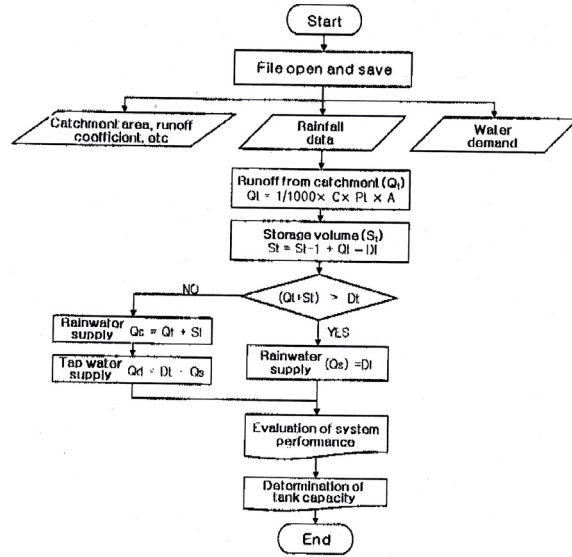 Start
File open and save
Catchment area, runoff
coefficient, etc
Rainfall
data
Water
demand
Runoff from catchment (Qt)
Qt = 1/1000× C× Pt × A
Storage volume (St)
St = St-1 + Qt - Dt
(Qt+St) > Dt
NO
YES
Rainwater
supply Qs = Qt + St
Tap water
supply Qd = Dt - Qs
Rainwater
supply (Qs) = Dt
Evaluation of system
performance
Determination of
tank capacity
End